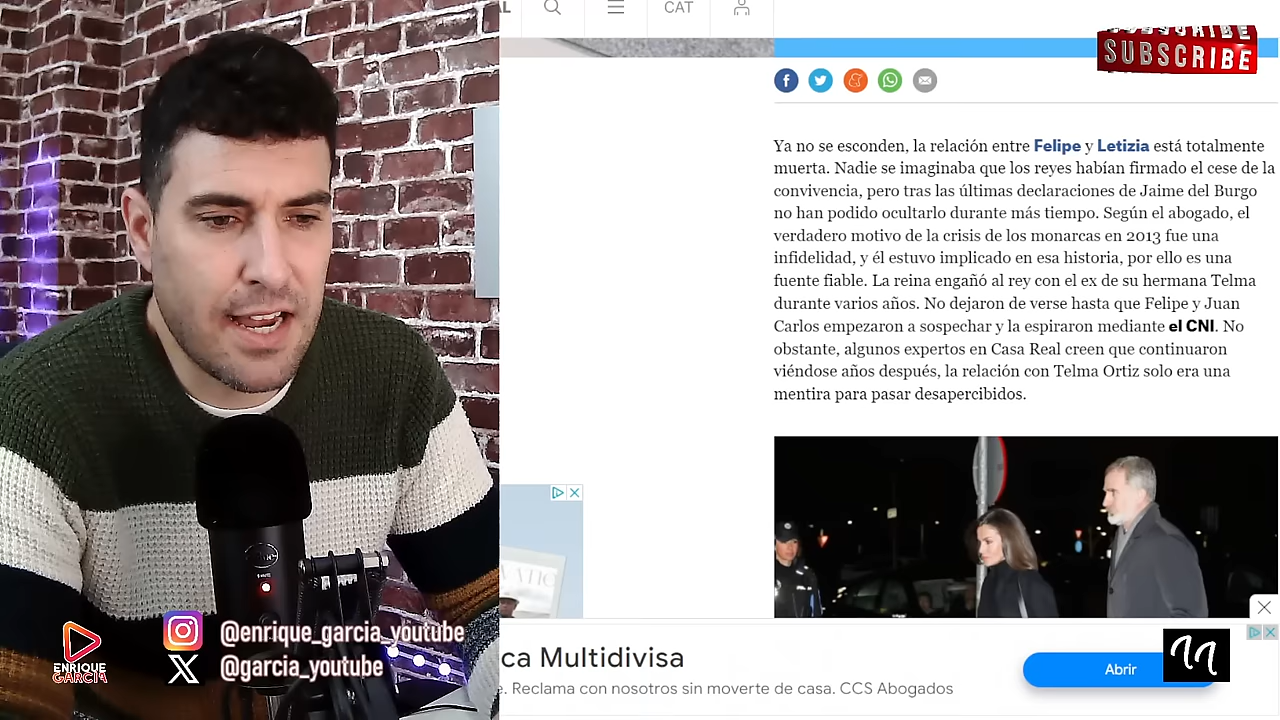 AL
CAT
SUBSCRIBE
SUBSCRIBE
Ya no se esconden, la relación entre Felipe y Letizia está totalmente
muerta. Nadie se imaginaba que los reyes habían firmado el cese de la
convivencia, pero tras las últimas declaraciones de Jaime del Burgo
no han podido ocultarlo durante más tiempo. Según el abogado, el
verdadero motivo de la crisis de los monarcas en 2013 fue una
infidelidad, y él estuvo implicado en esa historia, por ello es una
fuente fiable. La reina engañó al rey con el ex de su hermana Telma
durante varios años. No dejaron de verse hasta que Felipe y Juan
Carlos empezaron a sospechar y la espiraron mediante el CNI. No
obstante, algunos expertos en Casa Real creen que continuaron
viéndose años después, la relación con Telma Ortiz solo era una
mentira para pasar desapercibidos.
ENRIQUE
GARCIA
@enrique_garcia_youtube
@garcia_youtube
ca Multidivisa
e. Reclama con nosotros sin moverte de casa. CCS Abogados
Abrir